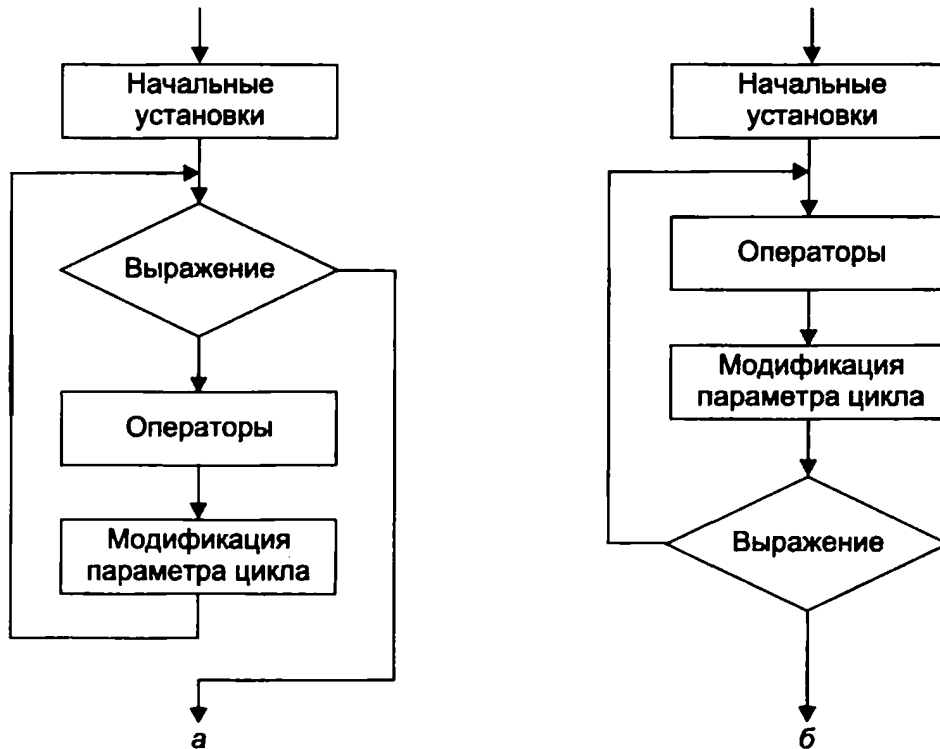 Начальные
установки
Выражение
Операторы
Модификация
параметра цикла
а
Начальные
установки
Операторы
Модификация
параметра цикла
Выражение
б